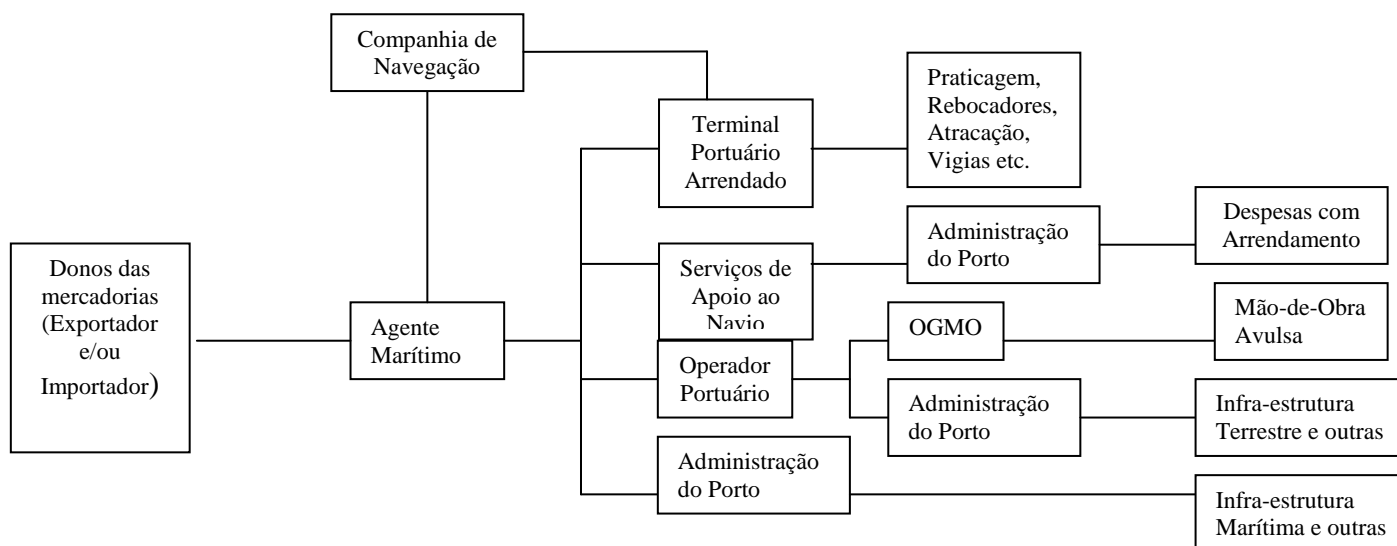 Companhia de
Navegação
Praticagem,
Rebocadores,
Atracação,
Vigias etc.
Terminal
Portuário
Arrendado
Despesas com
Arrendamento
Administração
do Porto
Donos das
mercadorias
(Exportador
e/ou
Importador)
Serviços de
Apoio ao
Navio
Agente
Marítimo
OGMO
Mão-de-Obra
Avulsa
Operador
Portuário
Administração
do Porto
Infra-estrutura
Terrestre e outras
Administração
do Porto
Infra-estrutura
Marítima e outras